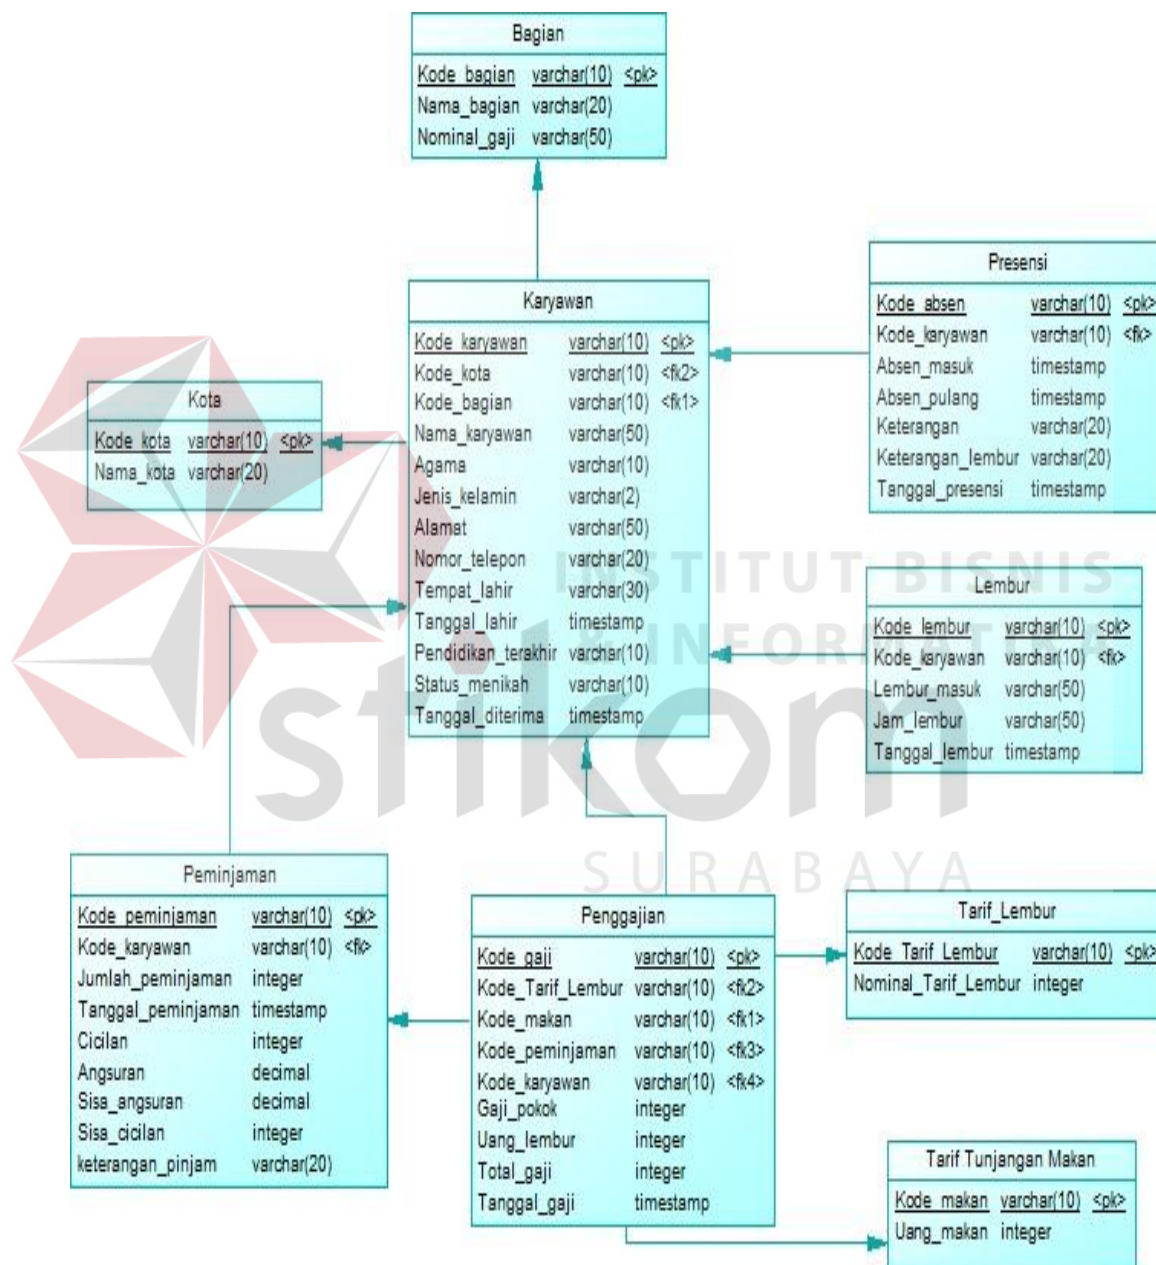 Bagian
Kode_bagian varchar(10) <pk>
Nama_bagian varchar(20)
Nominal_gaji varchar(50)
Karyawan
Kode_karyawan varchar(10) <pk>
Kode_kota varchar(10) <fk2>
Kode_bagian varchar(10) <fk1>
Nama_karyawan varchar(50)
Agama varchar(10)
Jenis_kelamin varchar(2)
Alamat varchar(50)
Nomor_telepon varchar(20)
Tempat_lahir varchar(30)
Tanggal_lahir timestamp
Pendidikan_terakhir varchar(10)
Status_menikah varchar(10)
Tanggal_diterima timestamp
Presensi
Kode_absen varchar(10) <pk>
Kode_karyawan varchar(10) <fk>
Absen_masuk timestamp
Absen_pulang timestamp
Keterangan varchar(20)
Keterangan_lembur varchar(20)
Tanggal_presensi timestamp
Kota
Kode_kota varchar(10) <pk>
Nama_kota varchar(20)
Lembur
Kode_lembur varchar(10) <pk>
Kode_karyawan varchar(10) <fk>
Lembur_masuk varchar(50)
Jam_lembur varchar(50)
Tanggal_lembur timestamp
INSTITUT BISNIS
& INFORMATIKA
stikom
SURABAYA
Peminjaman
Kode_peminjaman varchar(10) <pk>
Kode_karyawan varchar(10) <fk>
Jumlah_peminjaman integer
Tanggal_peminjaman timestamp
Cicilan integer
Angsuran decimal
Sisa_angsuran decimal
Sisa_cicilan integer
keterangan_pinjam varchar(20)
Penggajian
Kode_gaji varchar(10) <pk>
Kode_Tarif_Lembur varchar(10) <fk2>
Kode_makan varchar(10) <fk1>
Kode_peminjaman varchar(10) <fk3>
Kode_karyawan varchar(10) <fk4>
Gaji_pokok integer
Uang_lembur integer
Total_gaji integer
Tanggal_gaji timestamp
Tarif_Lembur
Kode_Tarif_Lembur varchar(10) <pk>
Nominal_Tarif_Lembur integer
Tarif Tunjangan Makan
Kode_makan varchar(10) <pk>
Uang_makan integer